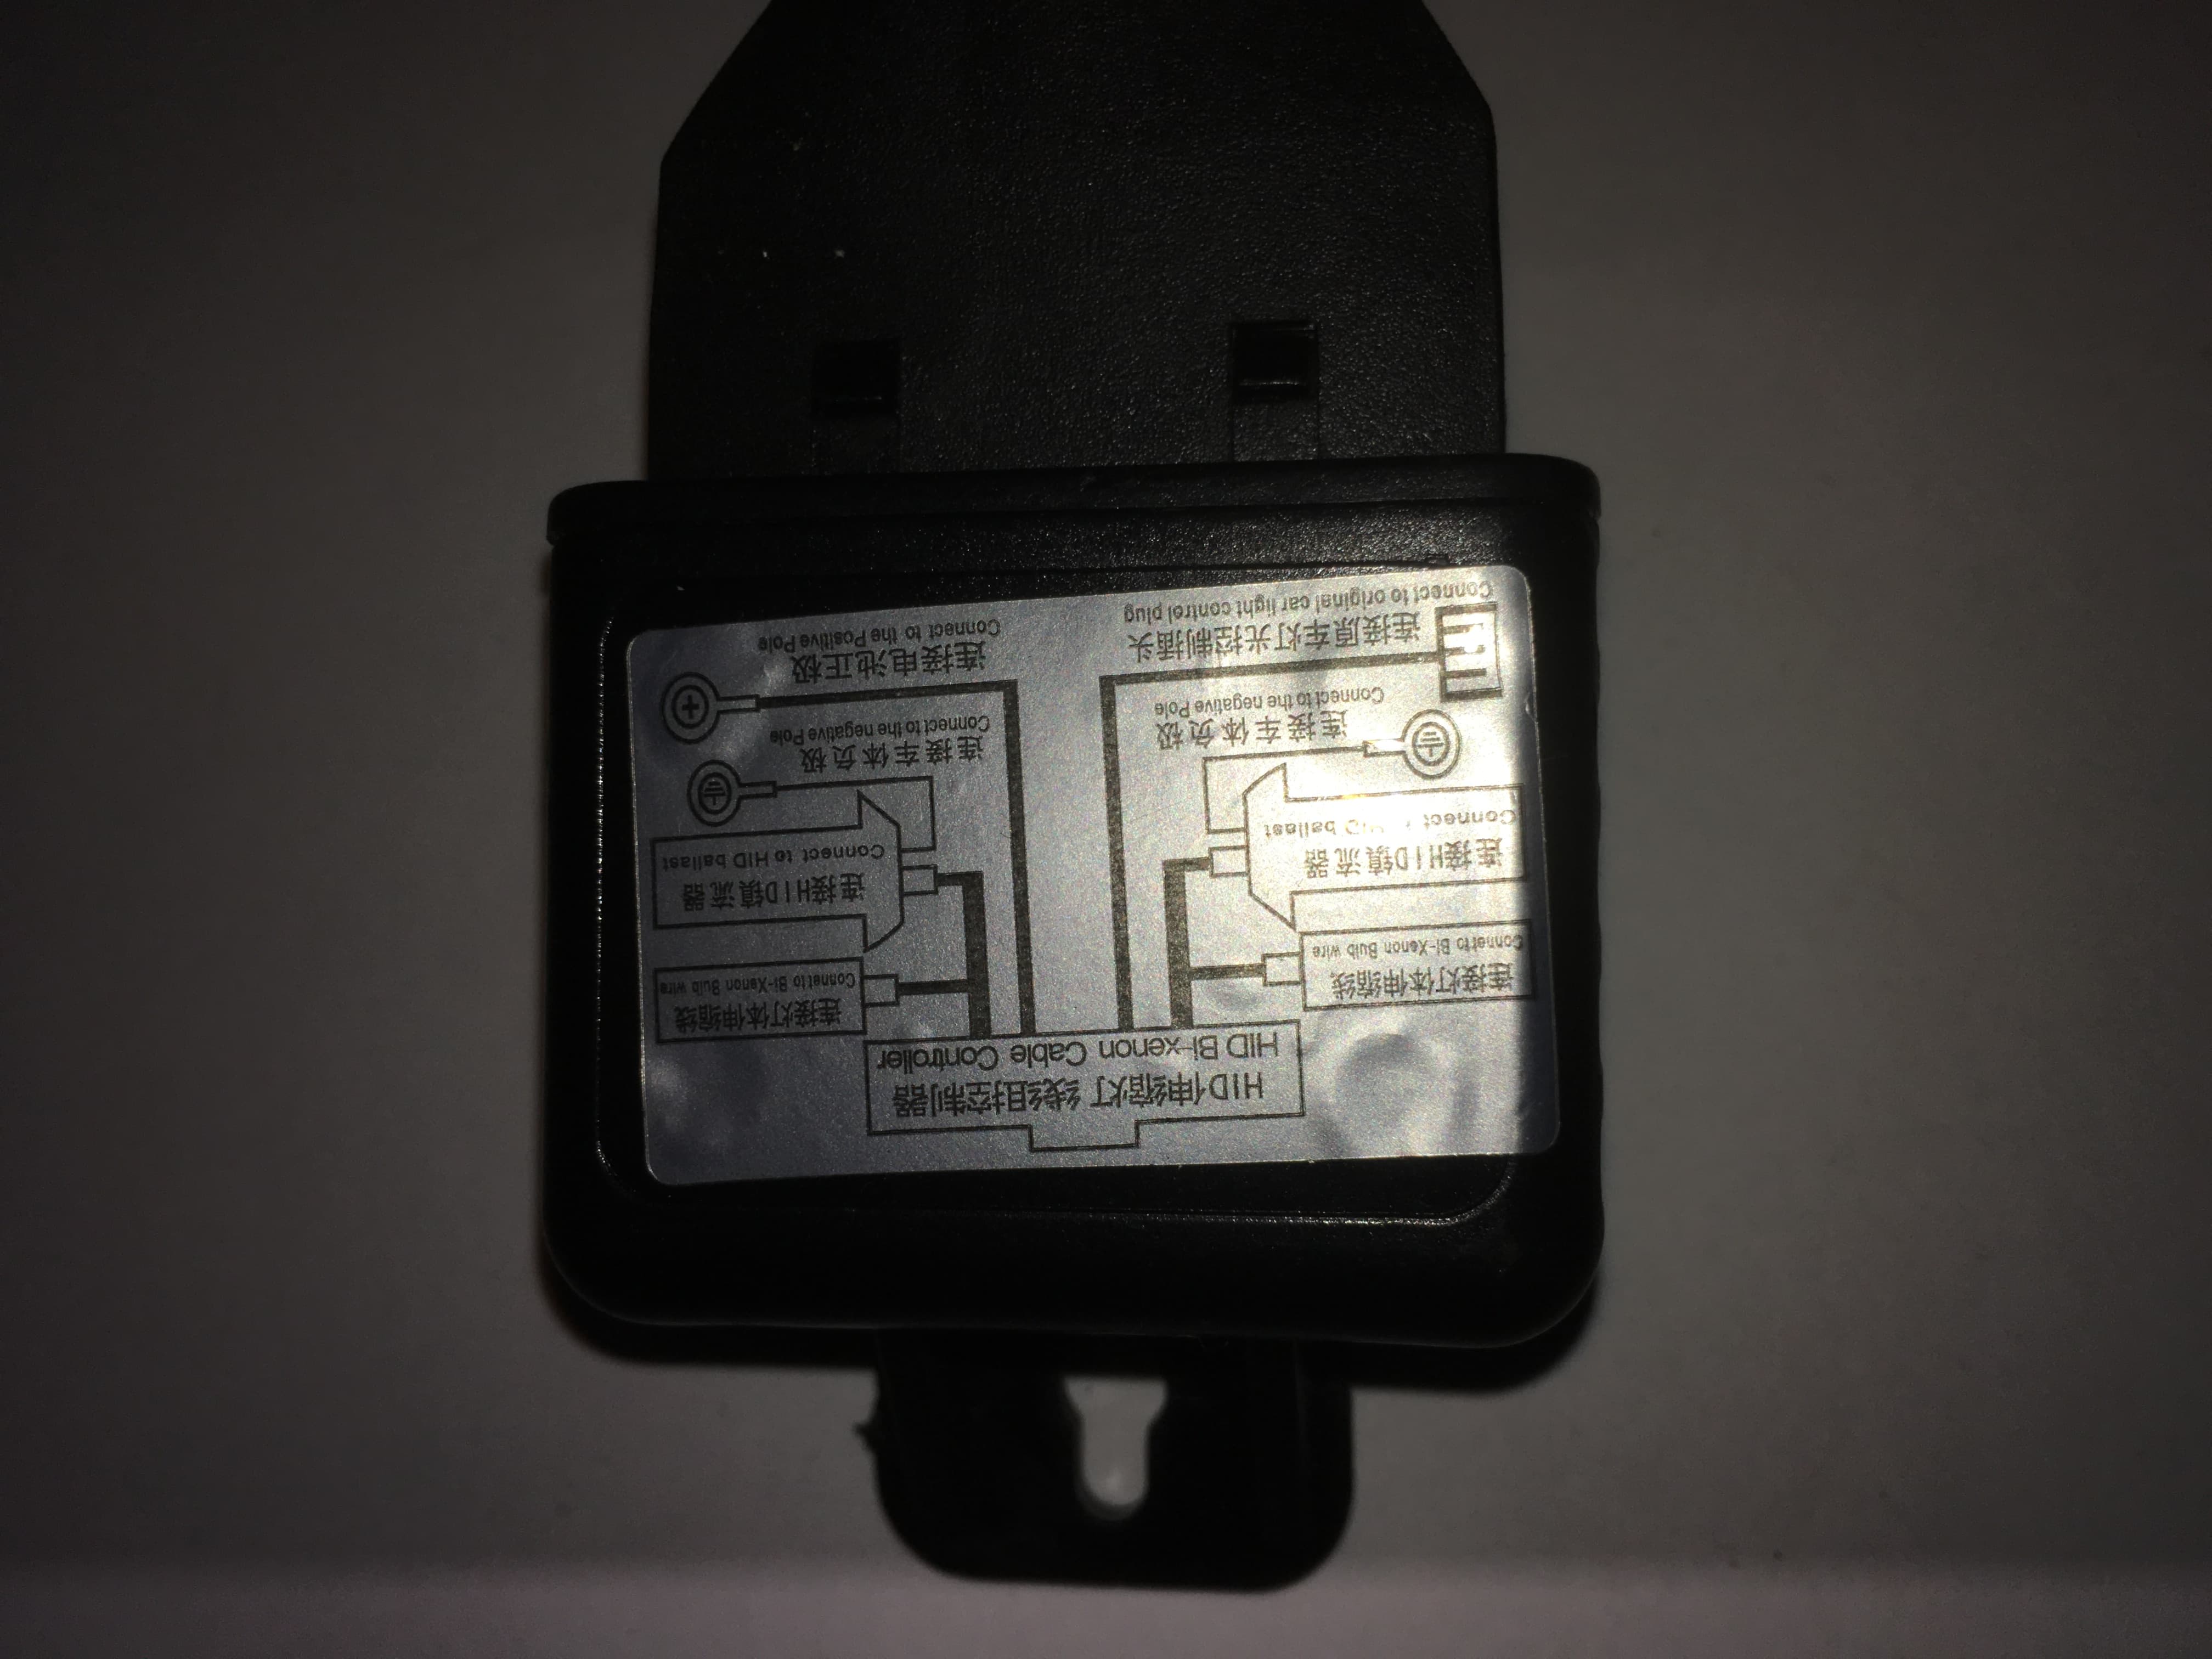 HID伸缩灯 线组控制器
HID Bi-xenon Cable Controller
连接灯体伸缩线
Connetto Bi-Xenon Bulb wire
连接HID镇流器
Connect to HID ballast
连接车体负极
Connect to the negative Pole
连接原车灯光控制插头
Connect to original car light control plug
连接灯体伸缩线
Connetto Bi-Xenon Bulb wire
连接HID镇流器
Connect to HID ballast
连接车体负极
Connect to the negative Pole
连接电池正极
Connect to the Positive Pole